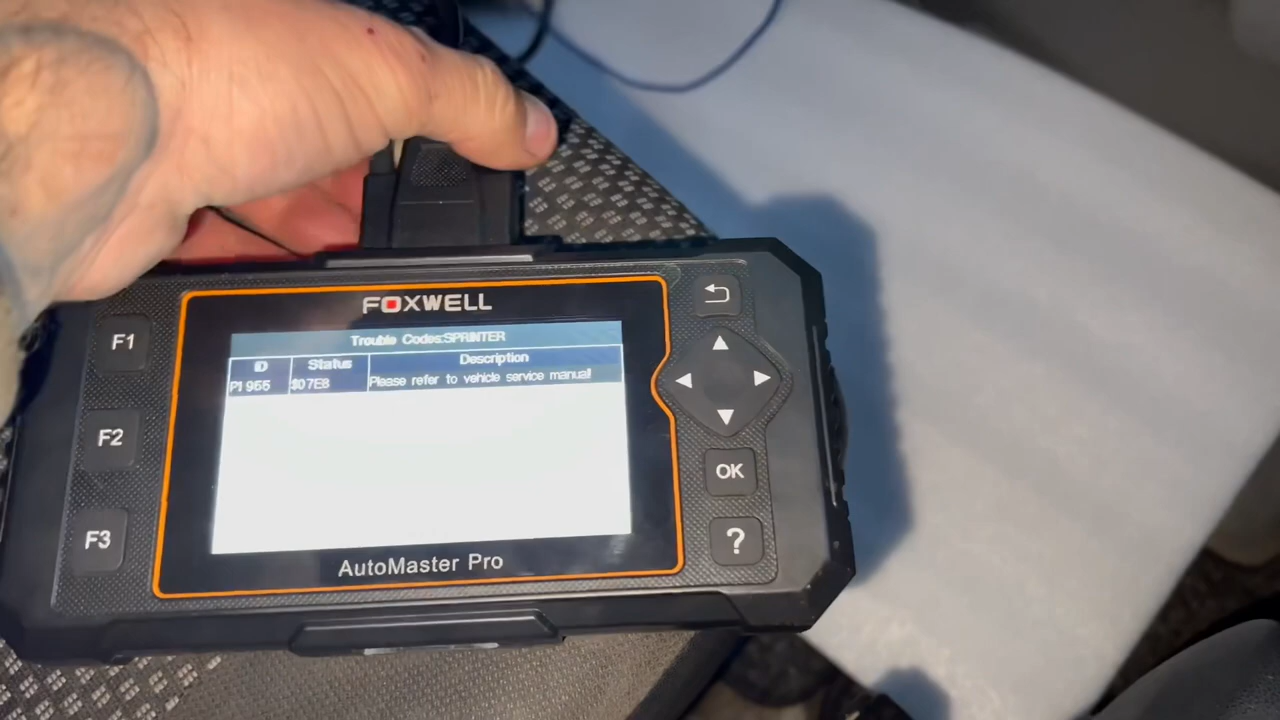 FOXWELL
Trouble Codes:SPRINTER
ID Status Description
P1955 $07E8 Please refer to vehicle service manual!
AutoMaster Pro
F1
F2
F3
OK
?